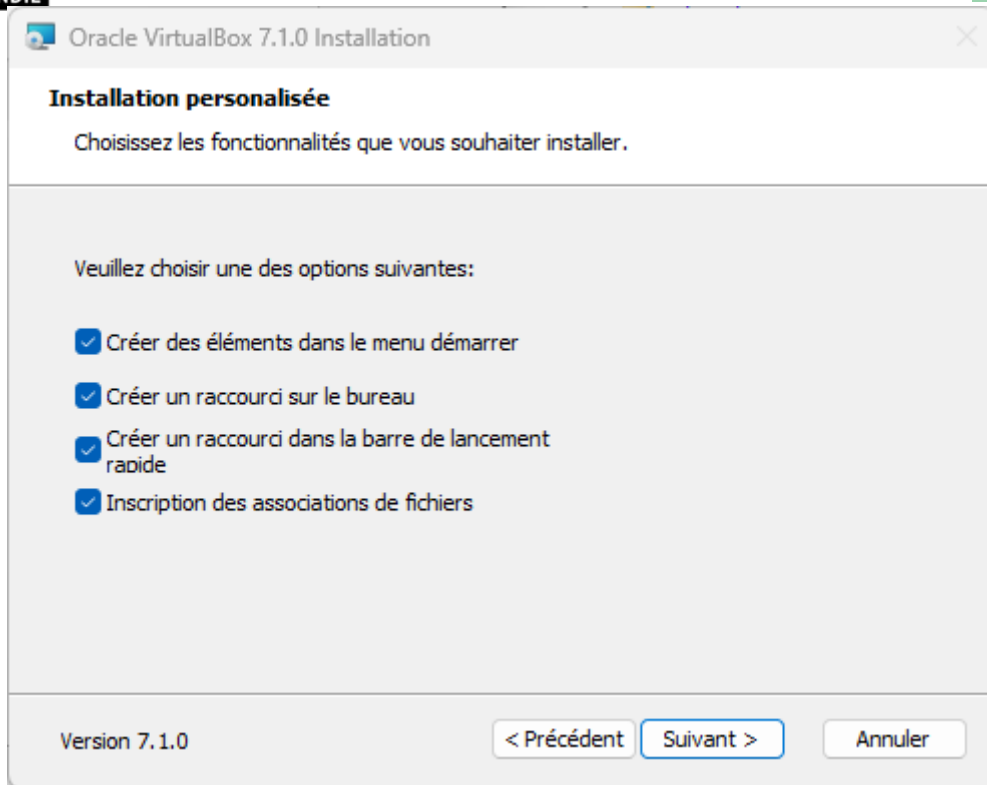 Oracle VirtualBox 7.1.0 Installation
Installation personalisée
Choisissez les fonctionnalités que vous souhaiter installer.
Veuillez choisir une des options suivantes:
Créer des éléments dans le menu démarrer
Créer un raccourci sur le bureau
Créer un raccourci dans la barre de lancement
rapide
Inscription des associations de fichiers
Version 7.1.0
< Précédent
Suivant >
Annuler